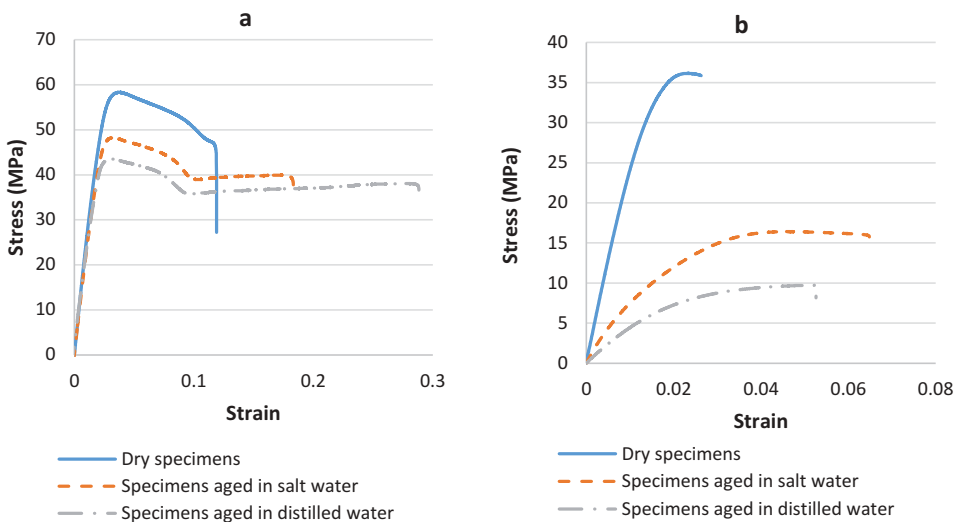 a
70
60
50
40
30
20
10
0
Stress (MPa)
0 0.1 0.2 0.3
Strain
Dry specimens
Specimens aged in salt water
Specimens aged in distilled water
b
40
35
30
25
20
15
10
5
0
Stress (MPa)
0 0.02 0.04 0.06 0.08
Strain
Dry specimens
Specimens aged in salt water
Specimens aged in distilled water